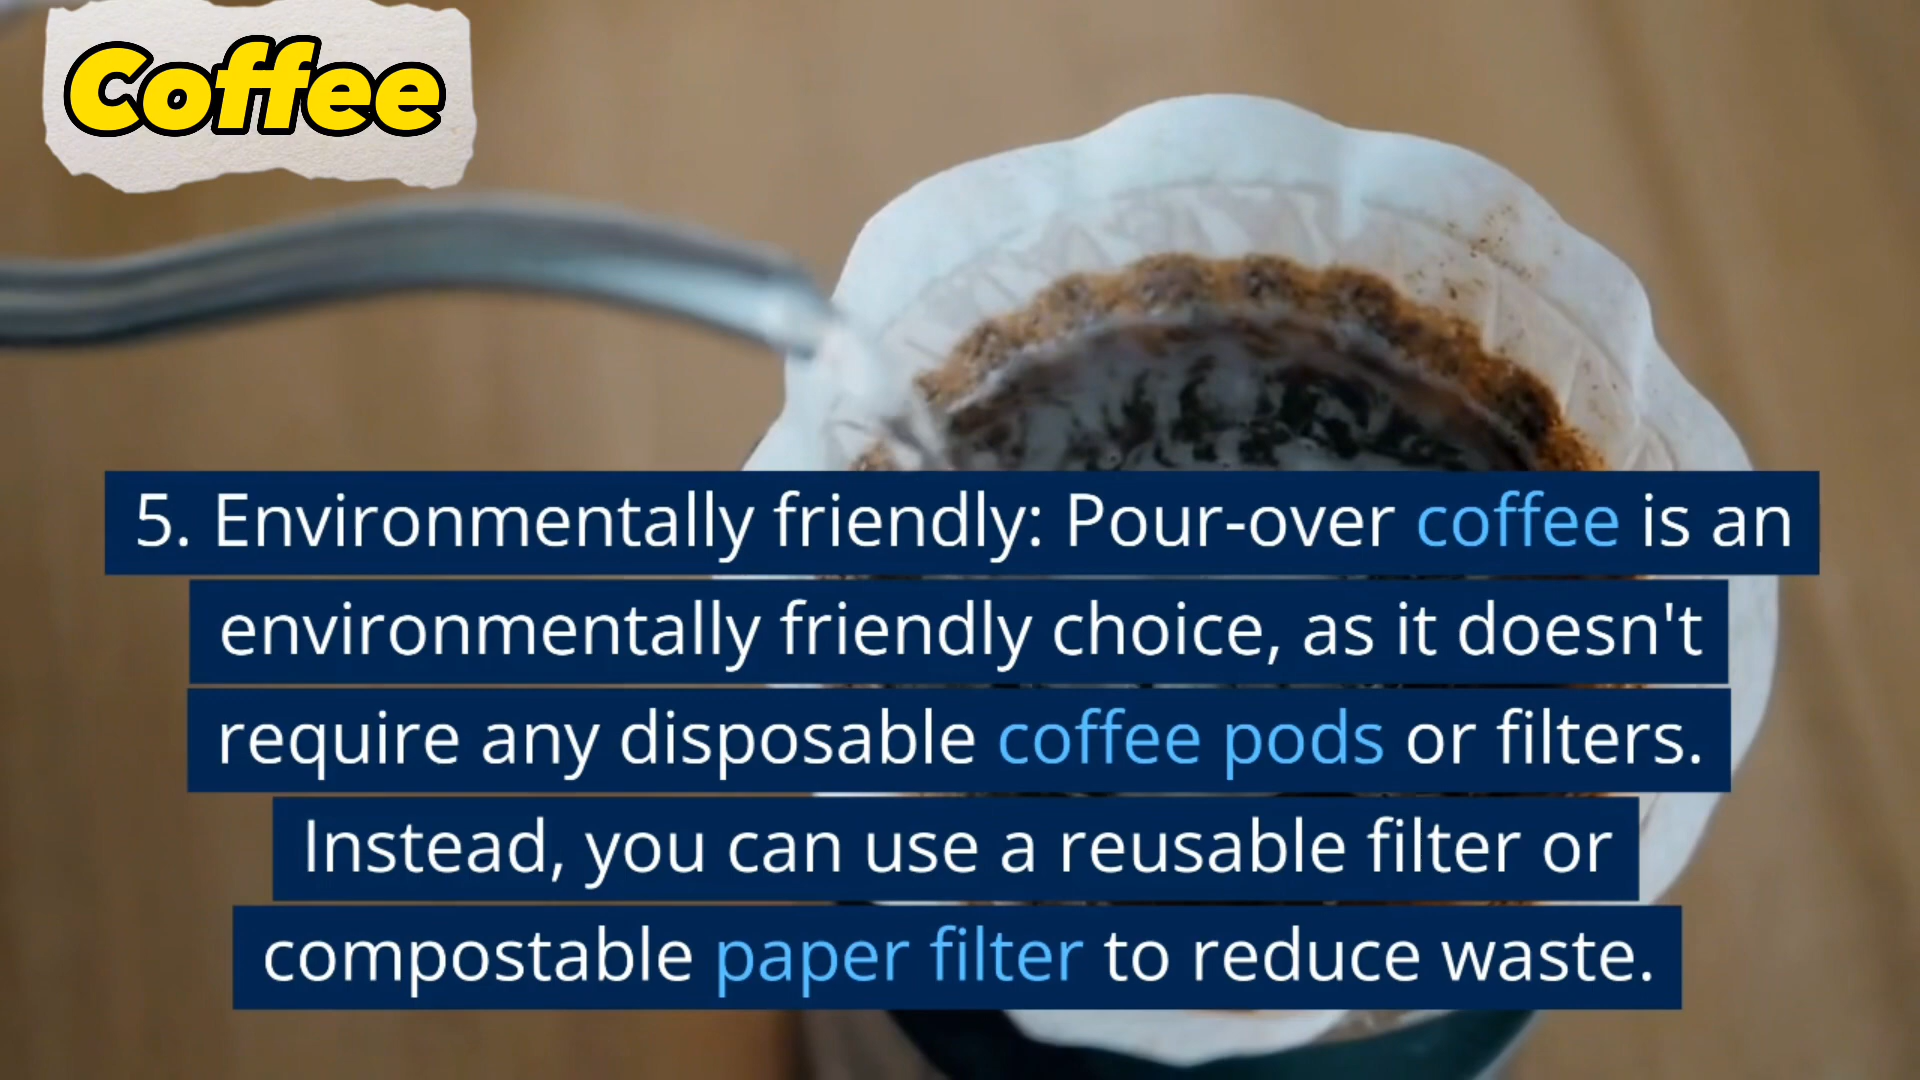 Coffee
5. Environmentally friendly: Pour-over coffee is an
environmentally friendly choice, as it doesn't
require any disposable coffee pods or filters.
Instead, you can use a reusable filter or
compostable paper filter to reduce waste.